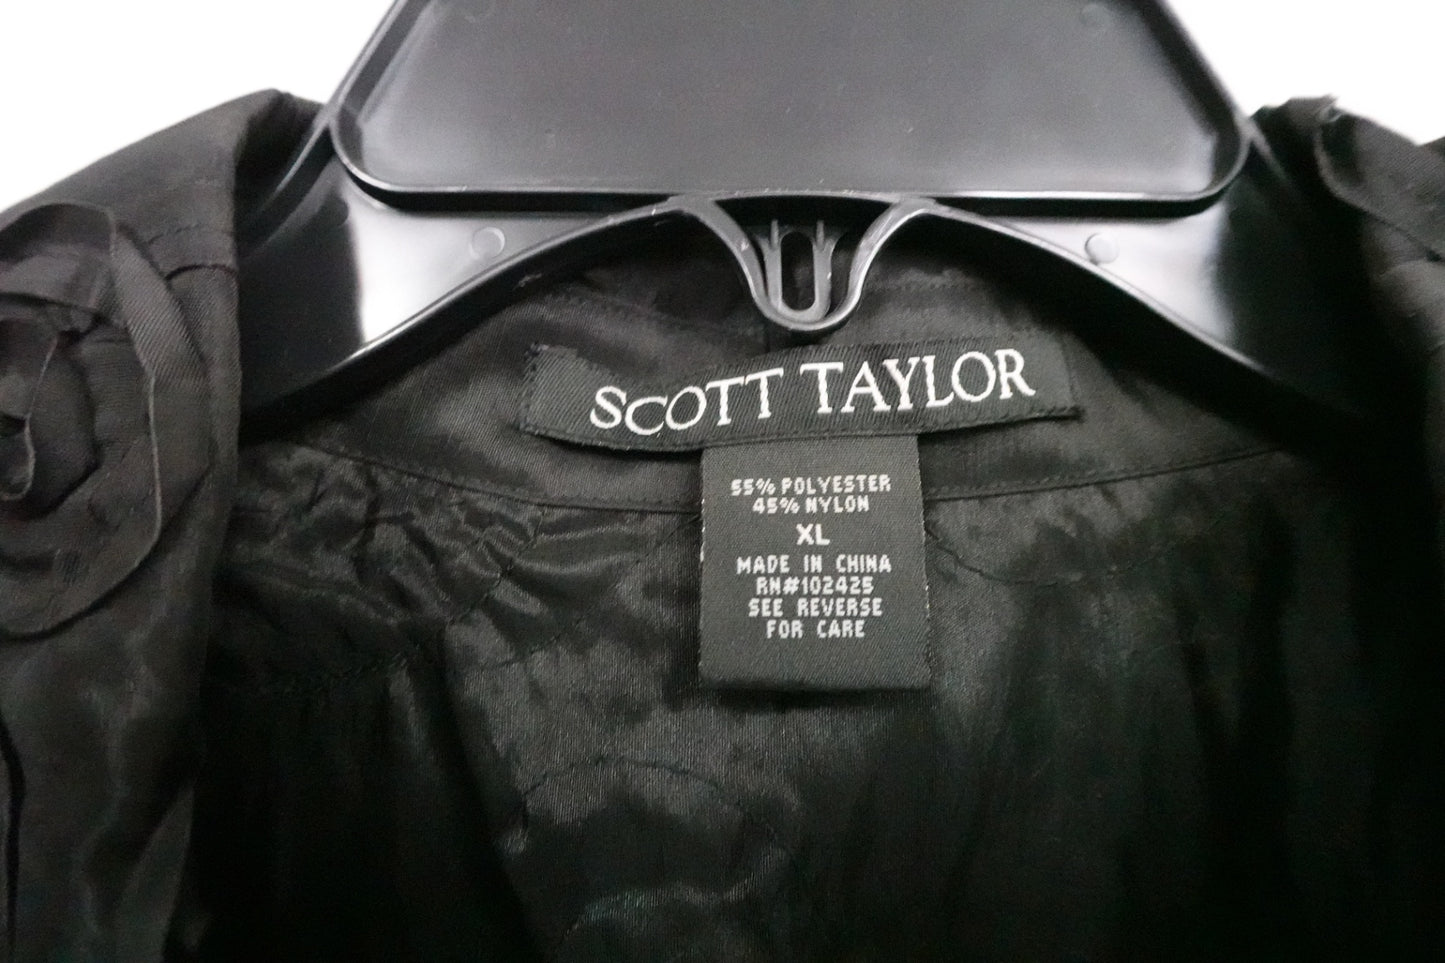 SCOTT TAYLOR
55% POLYESTER
45% NYLON
XL
MADE IN CHINA
RN#102425
SEE REVERSE
FOR CARE